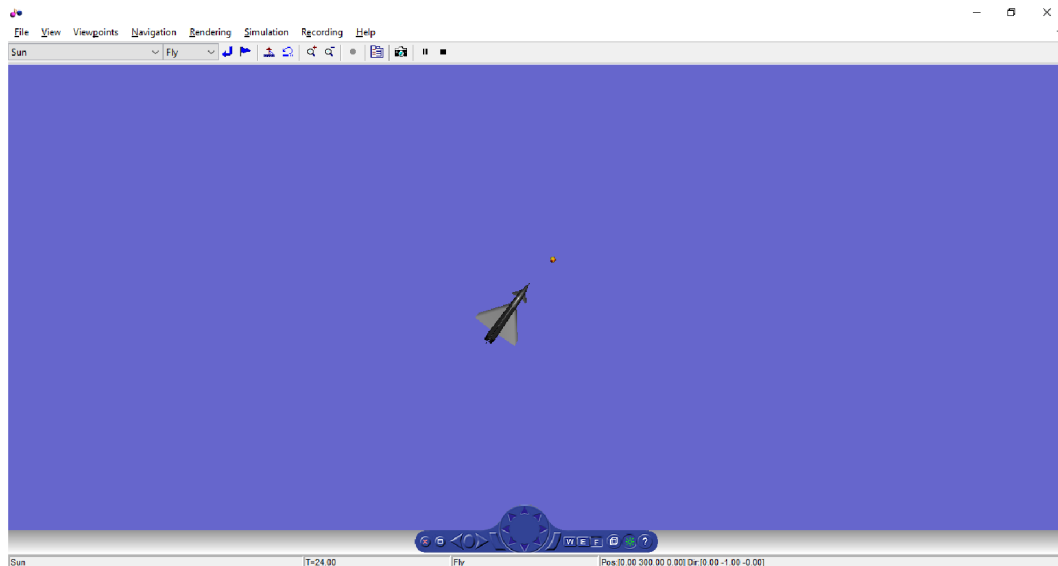 File View Viewpoints Navigation Rendering Simulation Recording Help
Sun Fly
W E F ?
Sun T=24.00 Fly Pos:[0.00 300.00 0.00] Dir:[0.00 -1.00 -0.00]